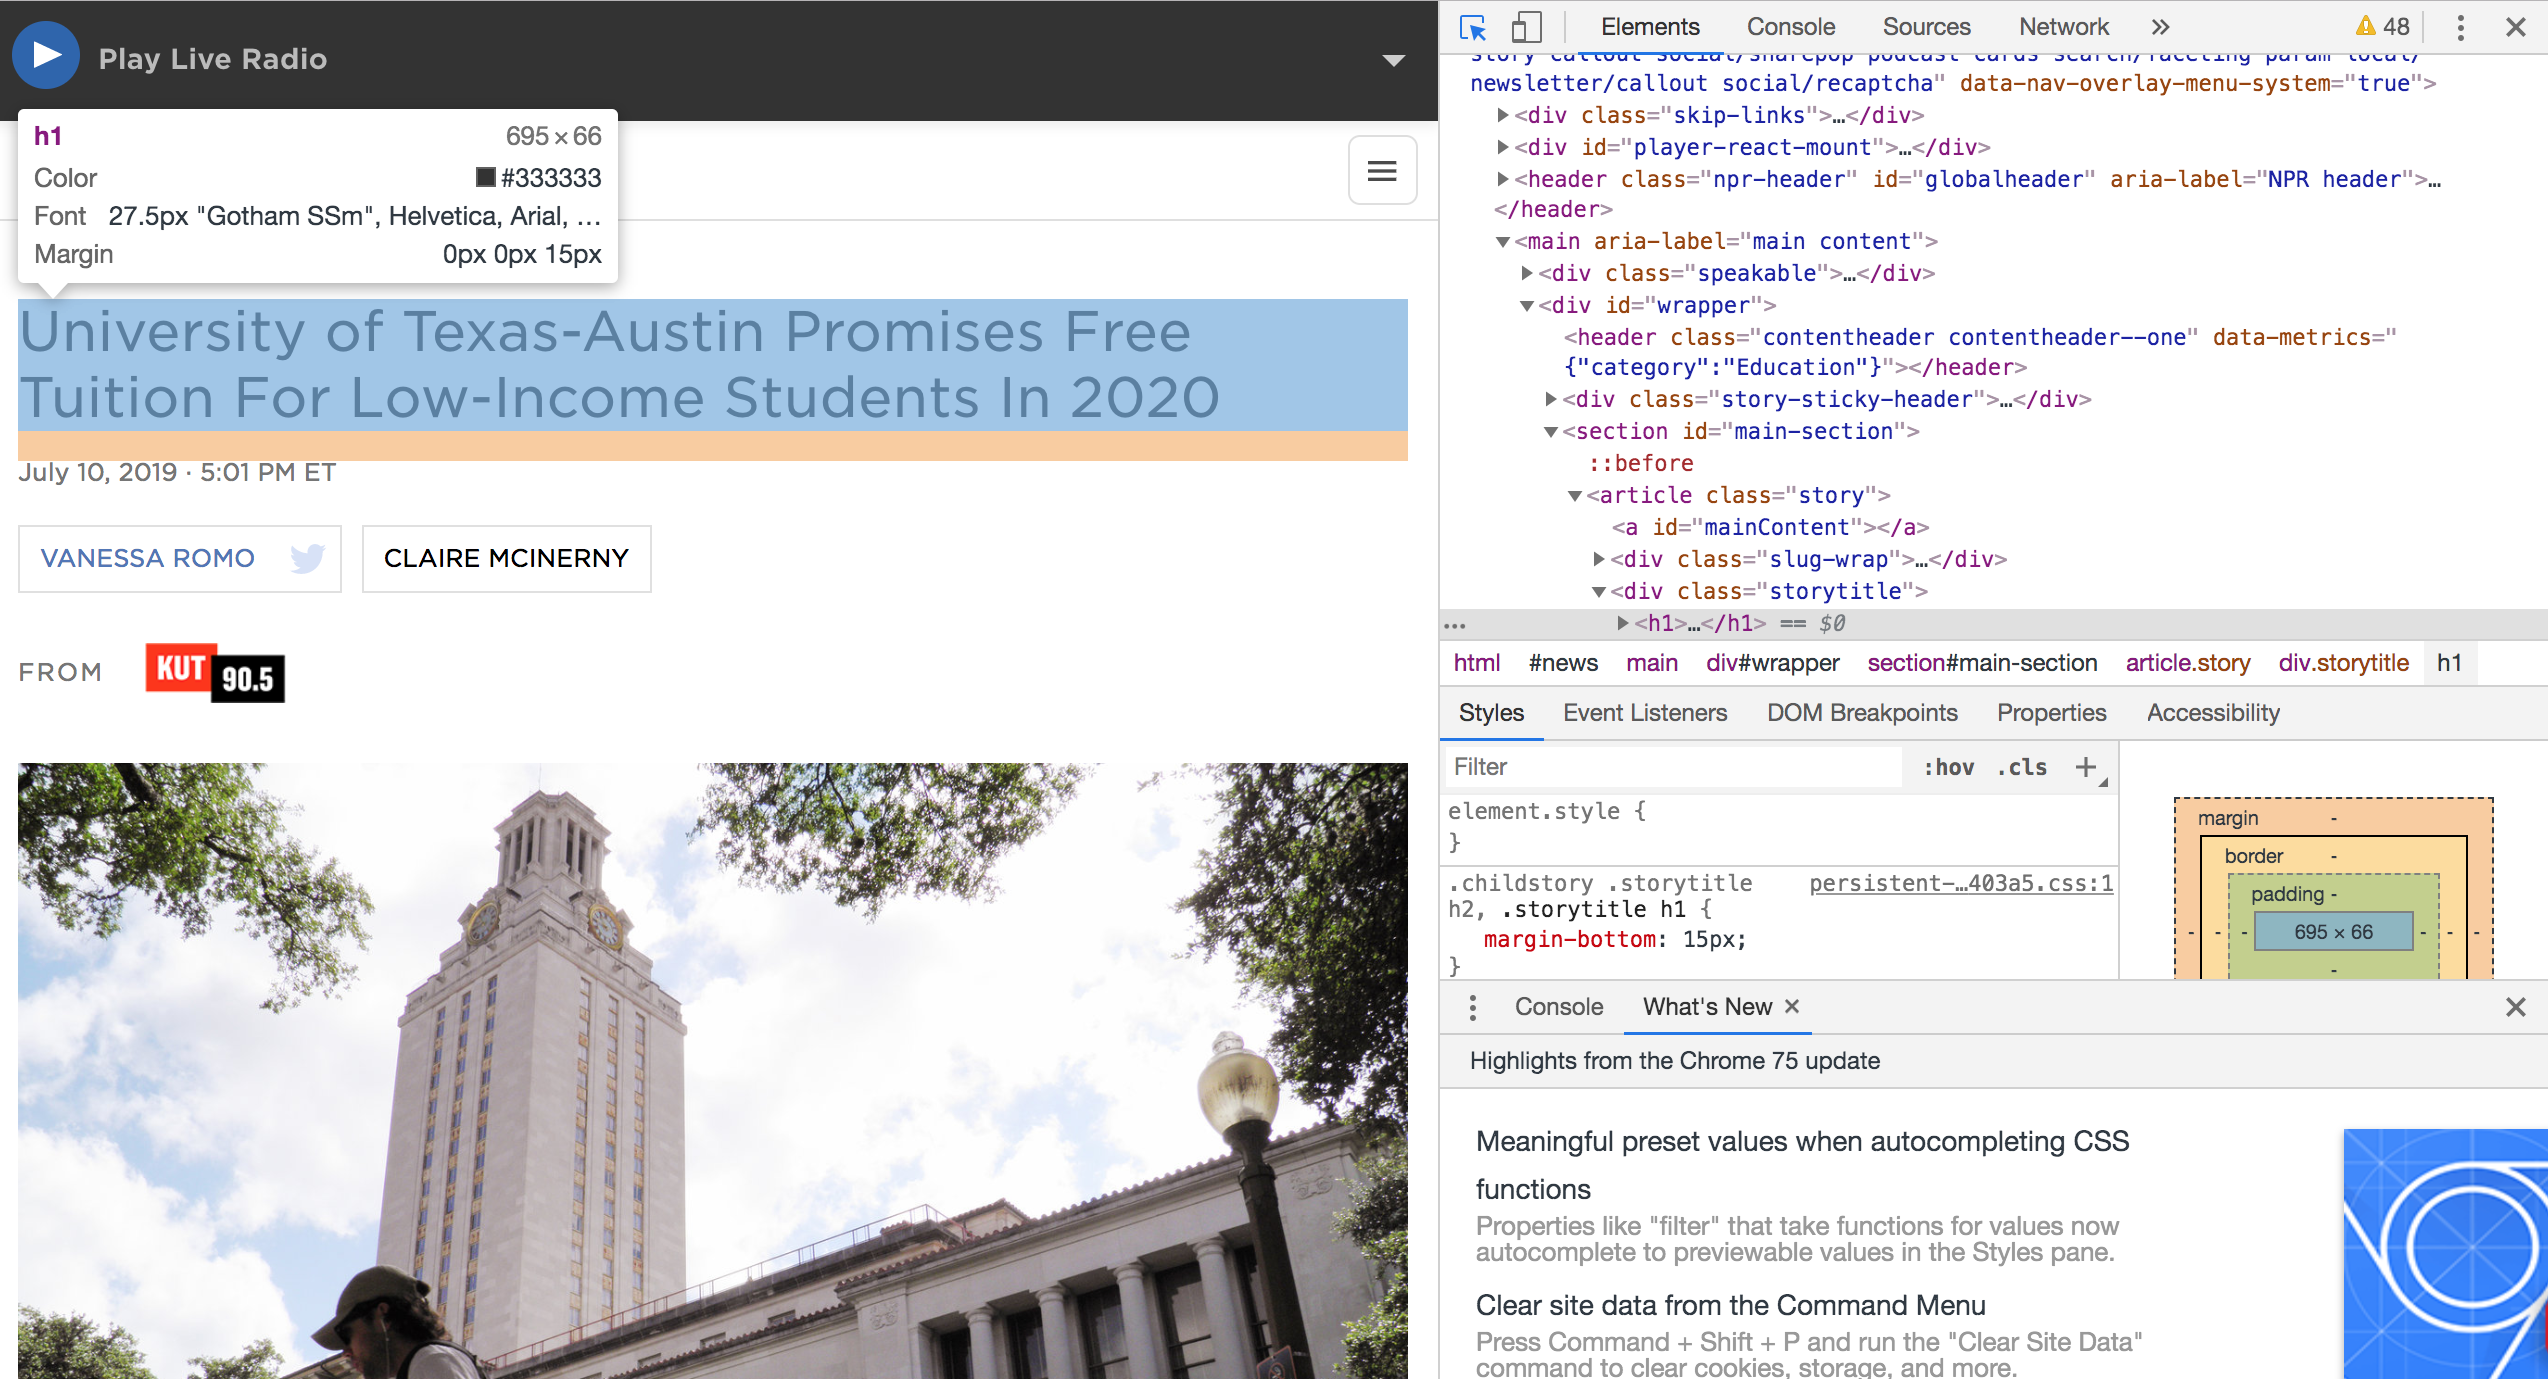 Play Live Radio
h1 695 × 66
Color #333333
Font 27.5px "Gotham SSm", Helvetica, Arial, …
Margin 0px 0px 15px
University of Texas-Austin Promises Free
Tuition For Low-Income Students In 2020
July 10, 2019 · 5:01 PM ET
VANESSA ROMO
CLAIRE MCINERNY
FROM KUT 90.5
Elements Console Sources Network » 48
story callout social/sharepop podcast cards search/faceting param local/
newsletter/callout social/recaptcha" data-nav-overlay-menu-system="true">
<div class="skip-links">…</div>
<div id="player-react-mount">…</div>
<header class="npr-header" id="globalheader" aria-label="NPR header">…
</header>
<main aria-label="main content">
<div class="speakable">…</div>
<div id="wrapper">
<header class="contentheader contentheader--one" data-metrics="
{"category":"Education"}"></header>
<div class="story-sticky-header">…</div>
<section id="main-section">
::before
<article class="story">
<a id="mainContent"></a>
<div class="slug-wrap">…</div>
<div class="storytitle">
… <h1>…</h1> == $0
html #news main div#wrapper section#main-section article.story div.storytitle h1
Styles Event Listeners DOM Breakpoints Properties Accessibility
Filter :hov .cls +
element.style {
}
.childstory .storytitle persistent-…403a5.css:1
h2, .storytitle h1 {
margin-bottom: 15px;
}
margin -
border -
padding -
- - - 695 × 66 - - -
-
Console What's New ×
Highlights from the Chrome 75 update
Meaningful preset values when autocompleting CSS
functions
Properties like "filter" that take functions for values now
autocomplete to previewable values in the Styles pane.
Clear site data from the Command Menu
Press Command + Shift + P and run the "Clear Site Data"
command to clear cookies, storage, and more.